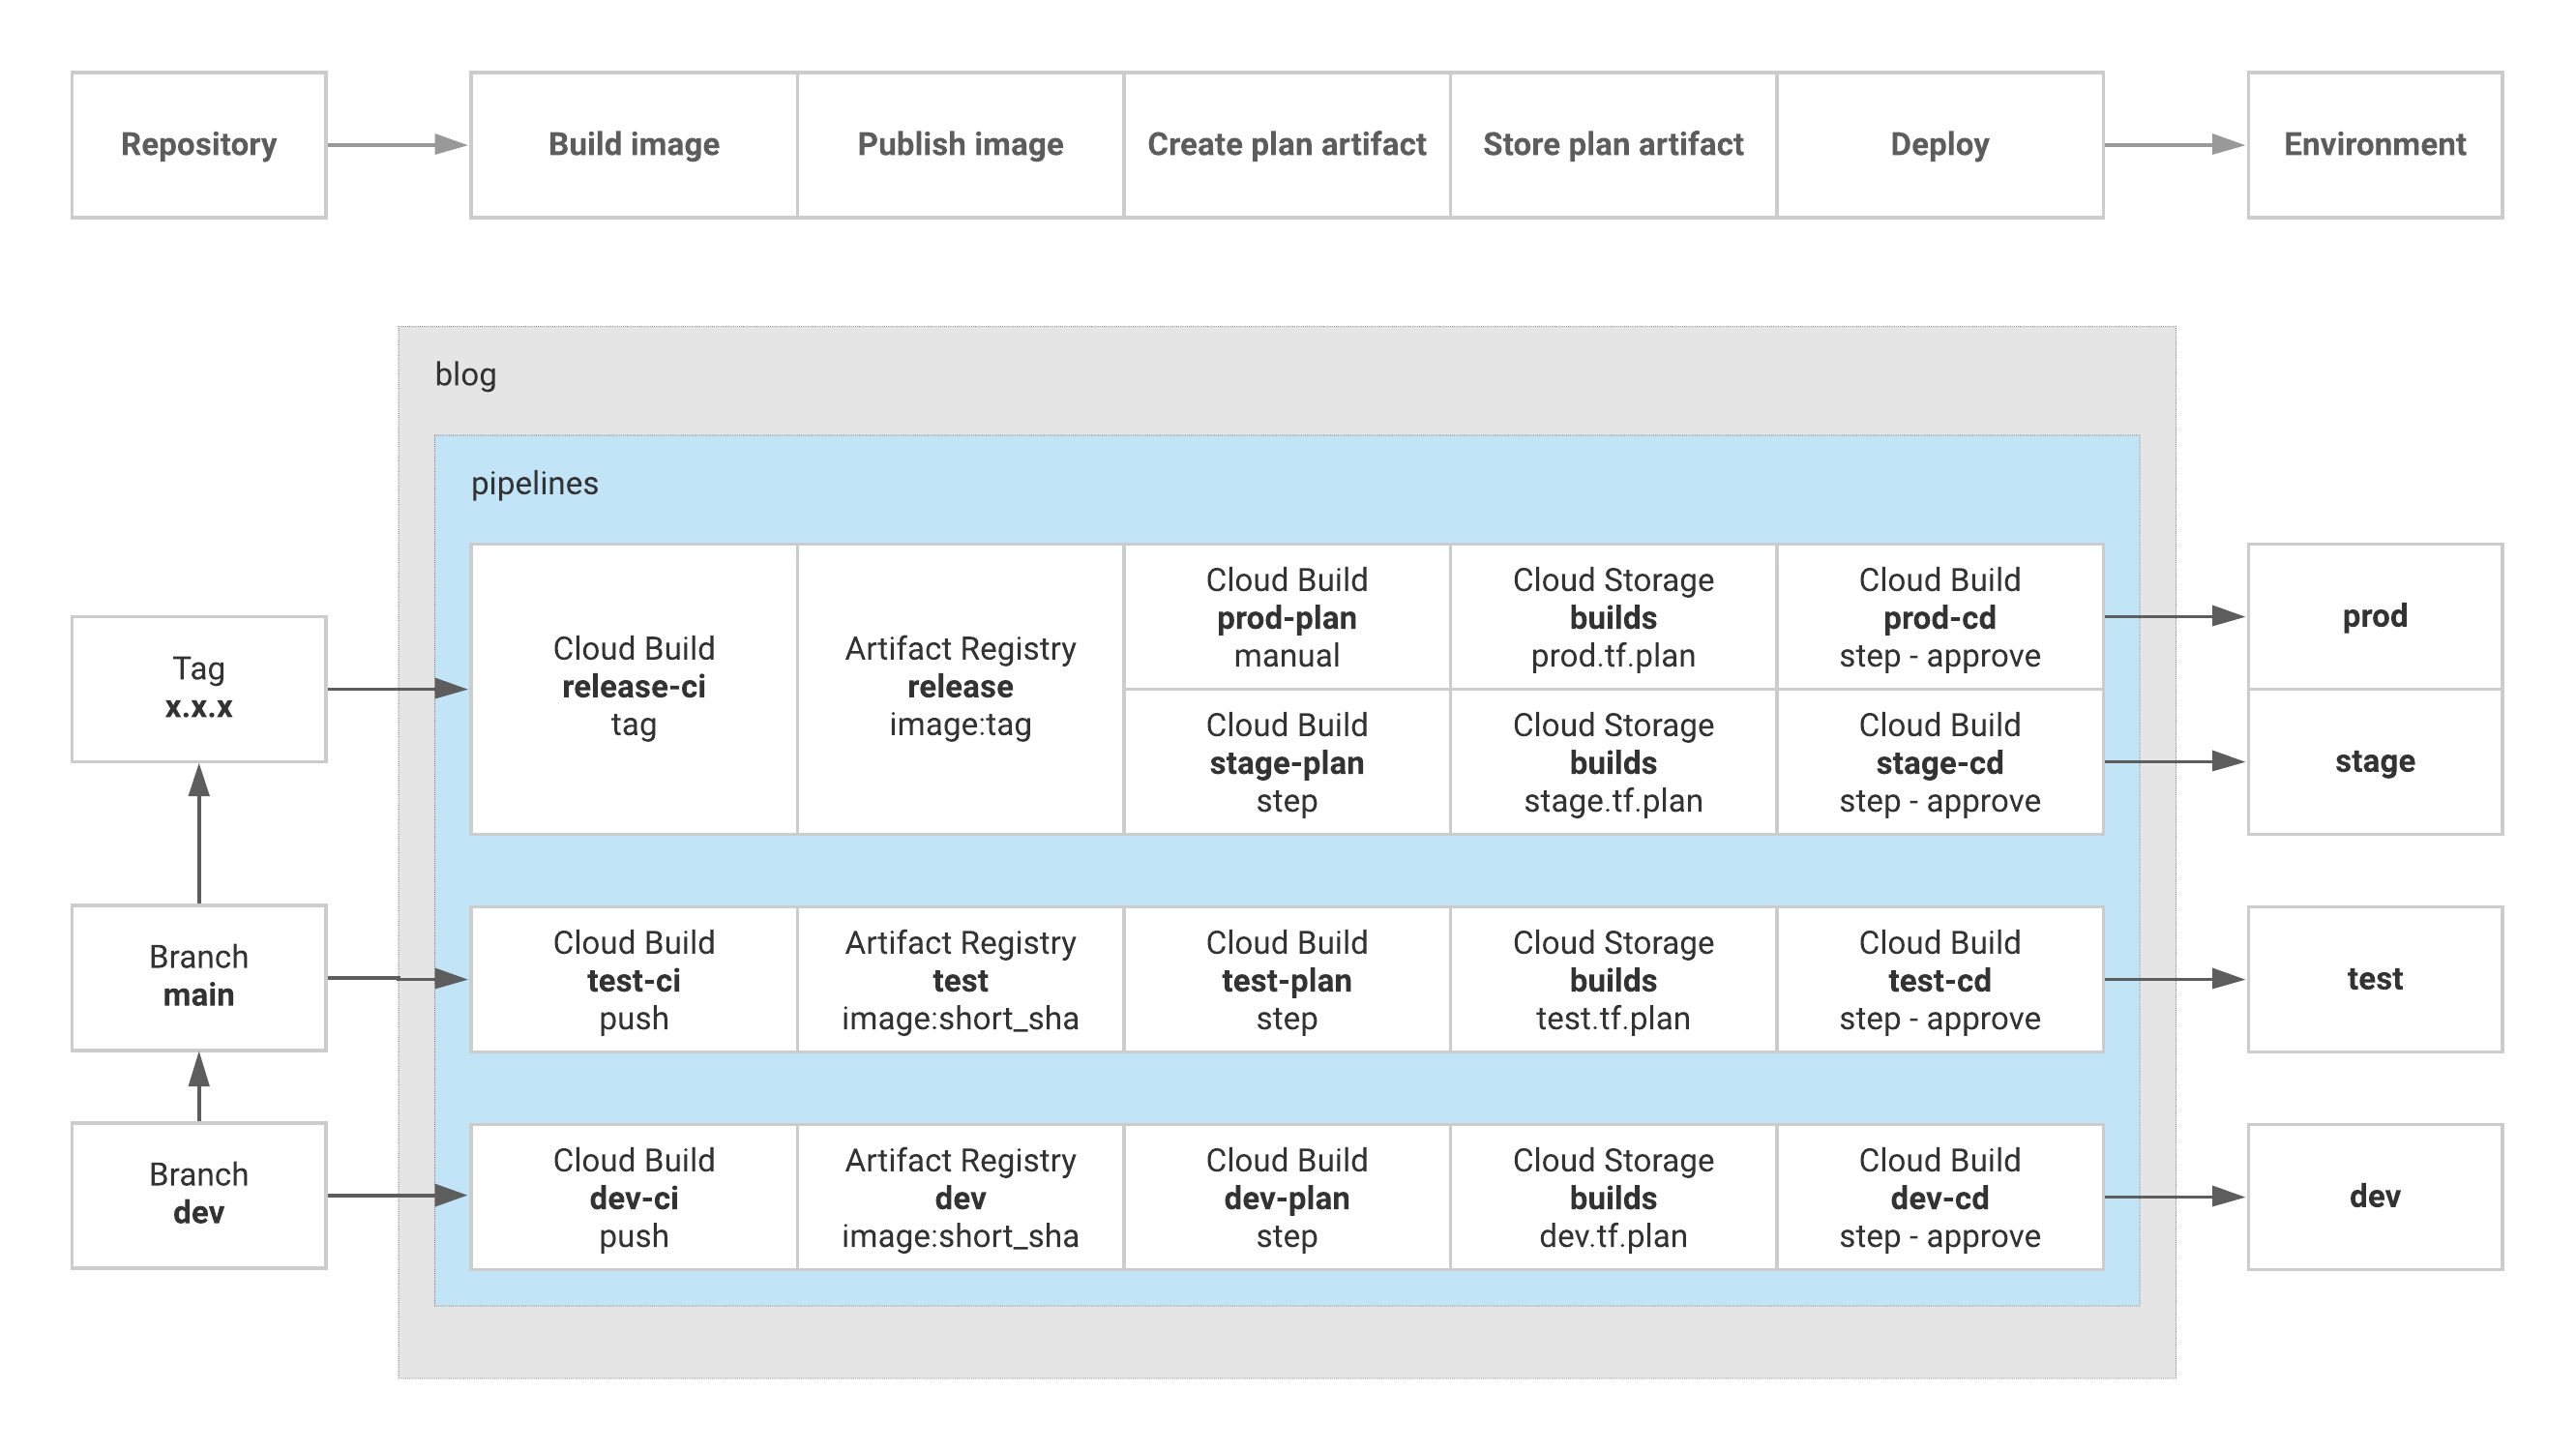 Repository
Build image
Publish image
Create plan artifact
Store plan artifact
Deploy
Environment
blog
pipelines
Tag
x.x.x
Cloud Build
release-ci
tag
Artifact Registry
release
image:tag
Cloud Build
prod-plan
manual
Cloud Storage
builds
prod.tf.plan
Cloud Build
prod-cd
step - approve
prod
Cloud Build
stage-plan
step
Cloud Storage
builds
stage.tf.plan
Cloud Build
stage-cd
step - approve
stage
Branch
main
Cloud Build
test-ci
push
Artifact Registry
test
image:short_sha
Cloud Build
test-plan
step
Cloud Storage
builds
test.tf.plan
Cloud Build
test-cd
step - approve
test
Branch
dev
Cloud Build
dev-ci
push
Artifact Registry
dev
image:short_sha
Cloud Build
dev-plan
step
Cloud Storage
builds
dev.tf.plan
Cloud Build
dev-cd
step - approve
dev